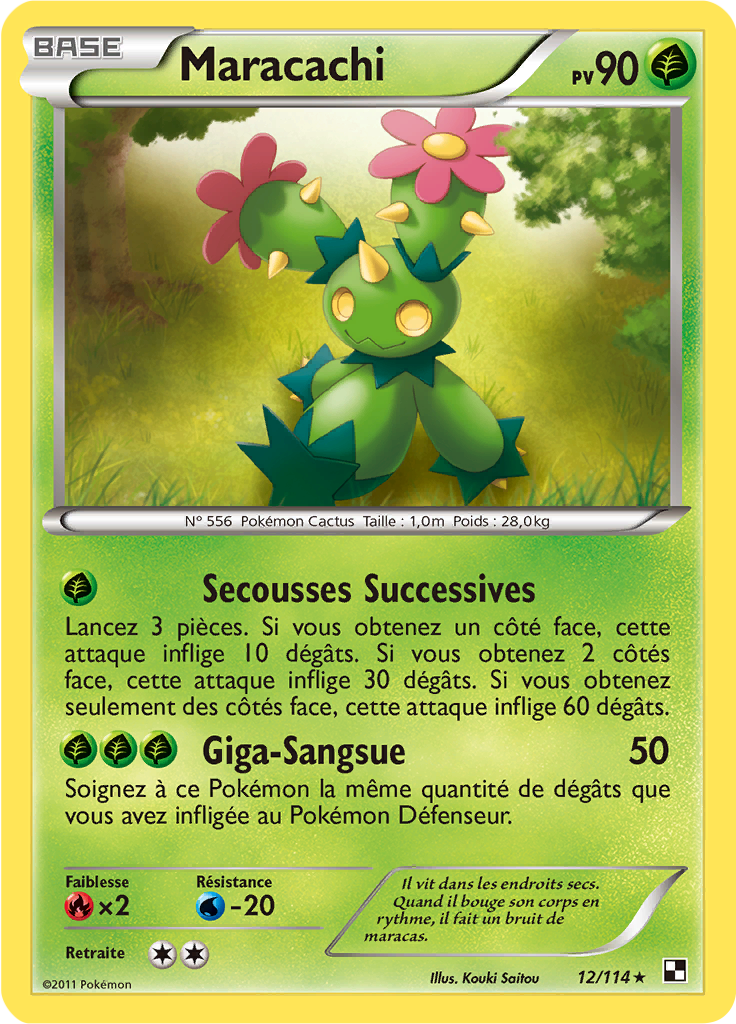 BASE Maracachi PV 90
Nº 556 Pokémon Cactus Taille : 1,0m Poids : 28,0kg
Secousses Successives
Lancez 3 pièces. Si vous obtenez un côté face, cette
attaque inflige 10 dégâts. Si vous obtenez 2 côtés
face, cette attaque inflige 30 dégâts. Si vous obtenez
seulement des côtés face, cette attaque inflige 60 dégâts.
Giga-Sangsue 50
Soignez à ce Pokémon la même quantité de dégâts que
vous avez infligée au Pokémon Défenseur.
Faiblesse Résistance
×2 -20
Retraite
Il vit dans les endroits secs.
Quand il bouge son corps en
rythme, il fait un bruit de
maracas.
©2011 Pokémon Illus. Kouki Saitou 12/114 ★